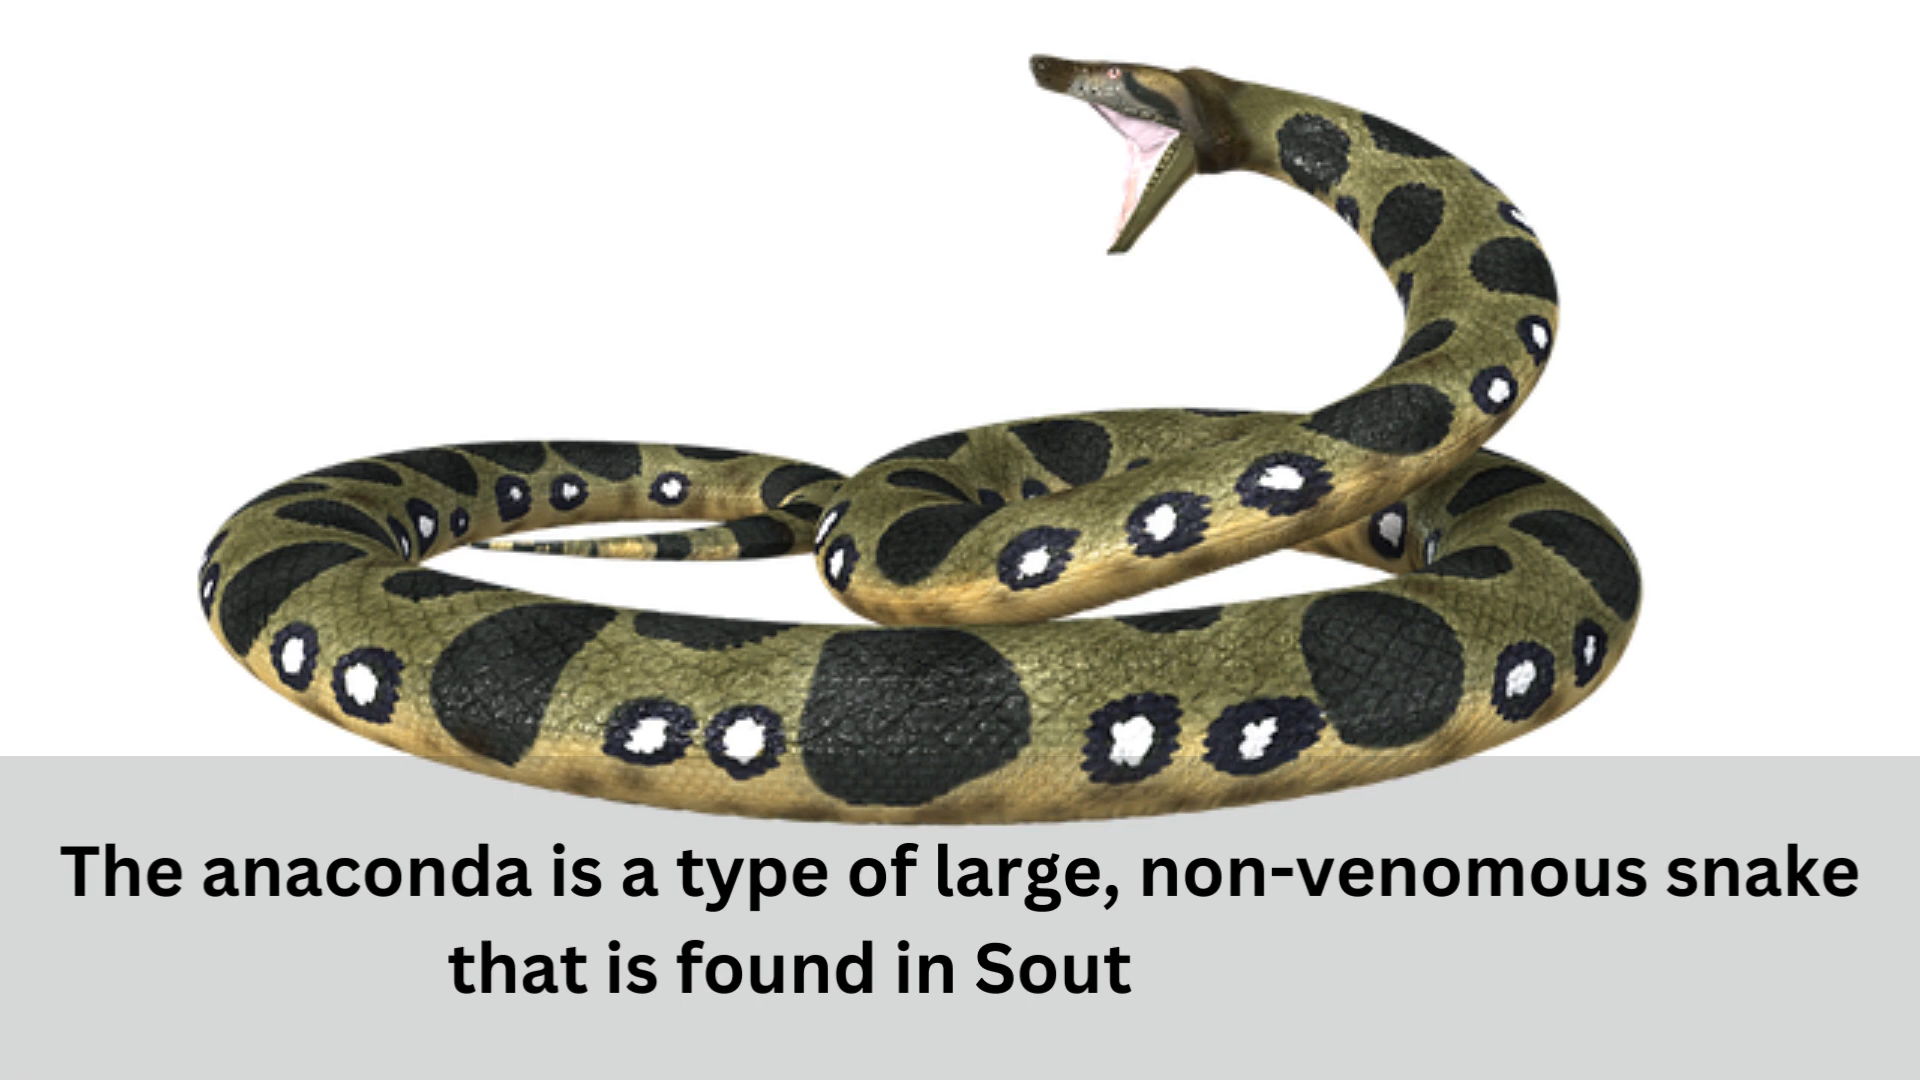 The anaconda is a type of large, non-venomous snake
that is found in Sout